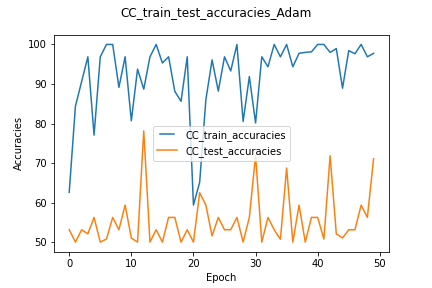 CC_train_test_accuracies_Adam
100
90
80
70
60
50
Accuracies
CC_train_accuracies
CC_test_accuracies
0 10 20 30 40 50
Epoch